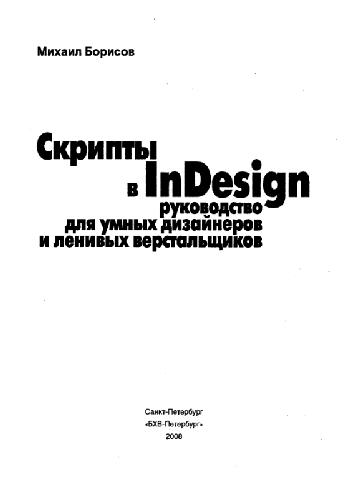 Михаил Борисов
Скрипты
в InDesign
руководство
для умных дизайнеров
и ленивых верстальщиков
Санкт-Петербург
«БХВ-Петербург»
2008